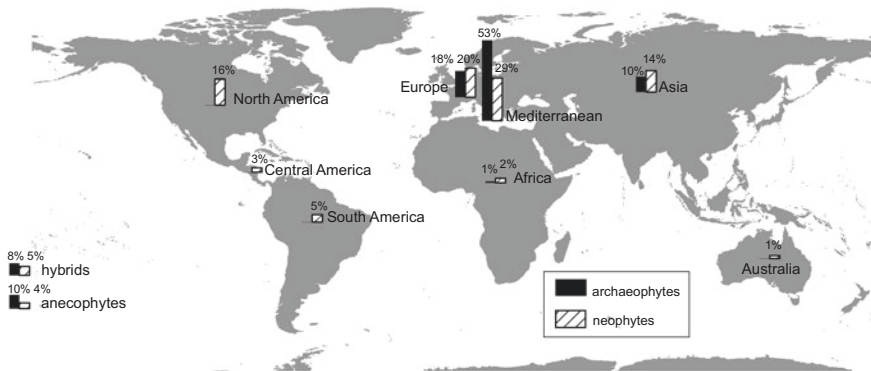 53%
18% 20%
29%
16%
14%
10%
Europe
Asia
North America
Mediterranean
3%
Central America
1% 2%
Africa
5%
South America
1%
Australia
8% 5%
hybrids
10% 4%
anecophytes
archaeophytes
neophytes